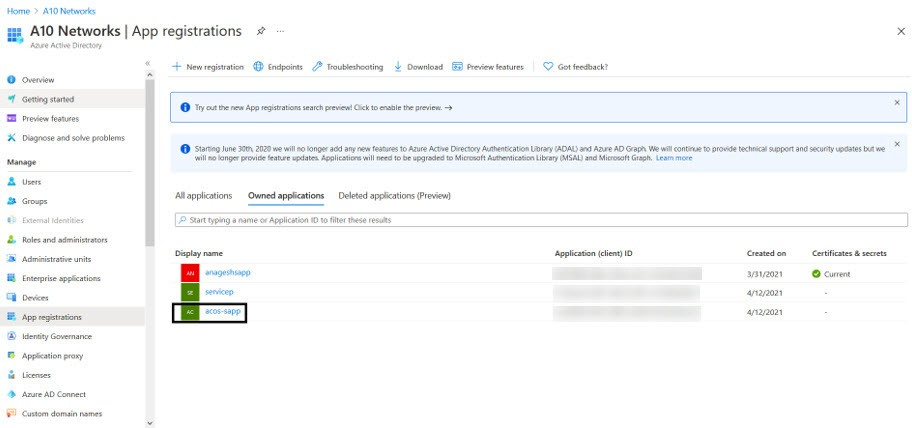 Home > A10 Networks
A10 Networks | App registrations ...
Azure Active Directory
«
Overview
Getting started
Preview features
Diagnose and solve problems
Manage
Users
Groups
External Identities
Roles and administrators
Administrative units
Enterprise applications
Devices
App registrations
Identity Governance
Application proxy
Licenses
Azure AD Connect
Custom domain names
New registration Endpoints Troubleshooting Download Preview features Got feedback?
Try out the new App registrations search preview! Click to enable the preview. →
Starting June 30th, 2020 we will no longer add any new features to Azure Active Directory Authentication Library (ADAL) and Azure AD Graph. We will continue to provide technical support and security updates but we
will no longer provide feature updates. Applications will need to be upgraded to Microsoft Authentication Library (MSAL) and Microsoft Graph. Learn more
All applications Owned applications Deleted applications (Preview)
Start typing a name or Application ID to filter these results
Display name Application (client) ID Created on Certificates & secrets
AN anageshsapp 3/31/2021 Current
SE servicep 4/12/2021 -
AC acos-sapp 4/12/2021 -